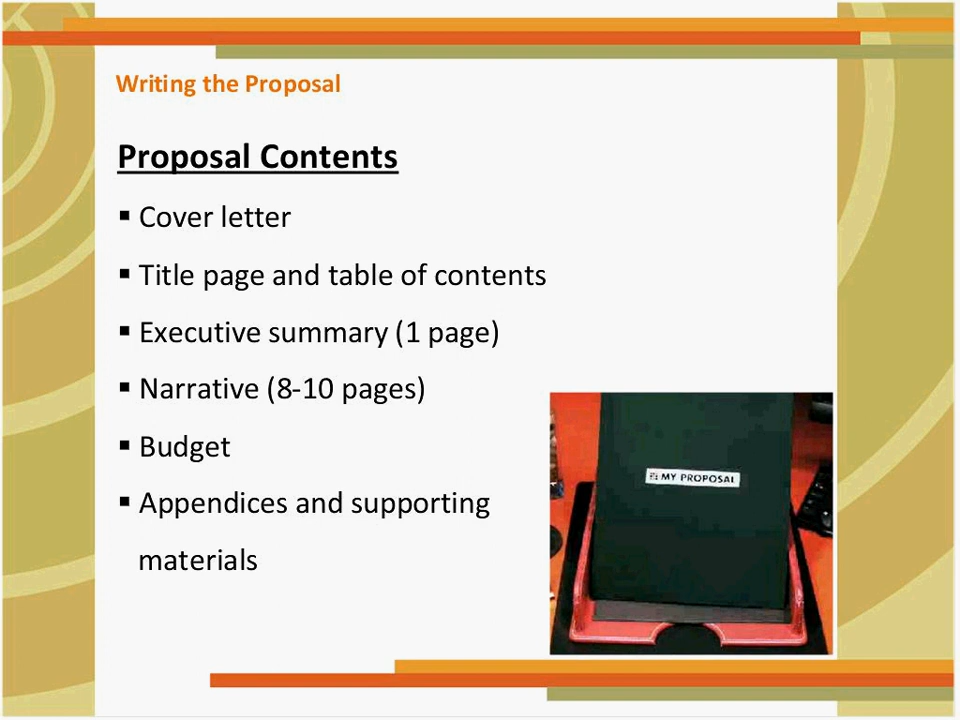 Writing the Proposal
Proposal Contents
▪ Cover letter
▪ Title page and table of contents
▪ Executive summary (1 page)
▪ Narrative (8-10 pages)
▪ Budget
▪ Appendices and supporting
materials
MY PROPOSAL